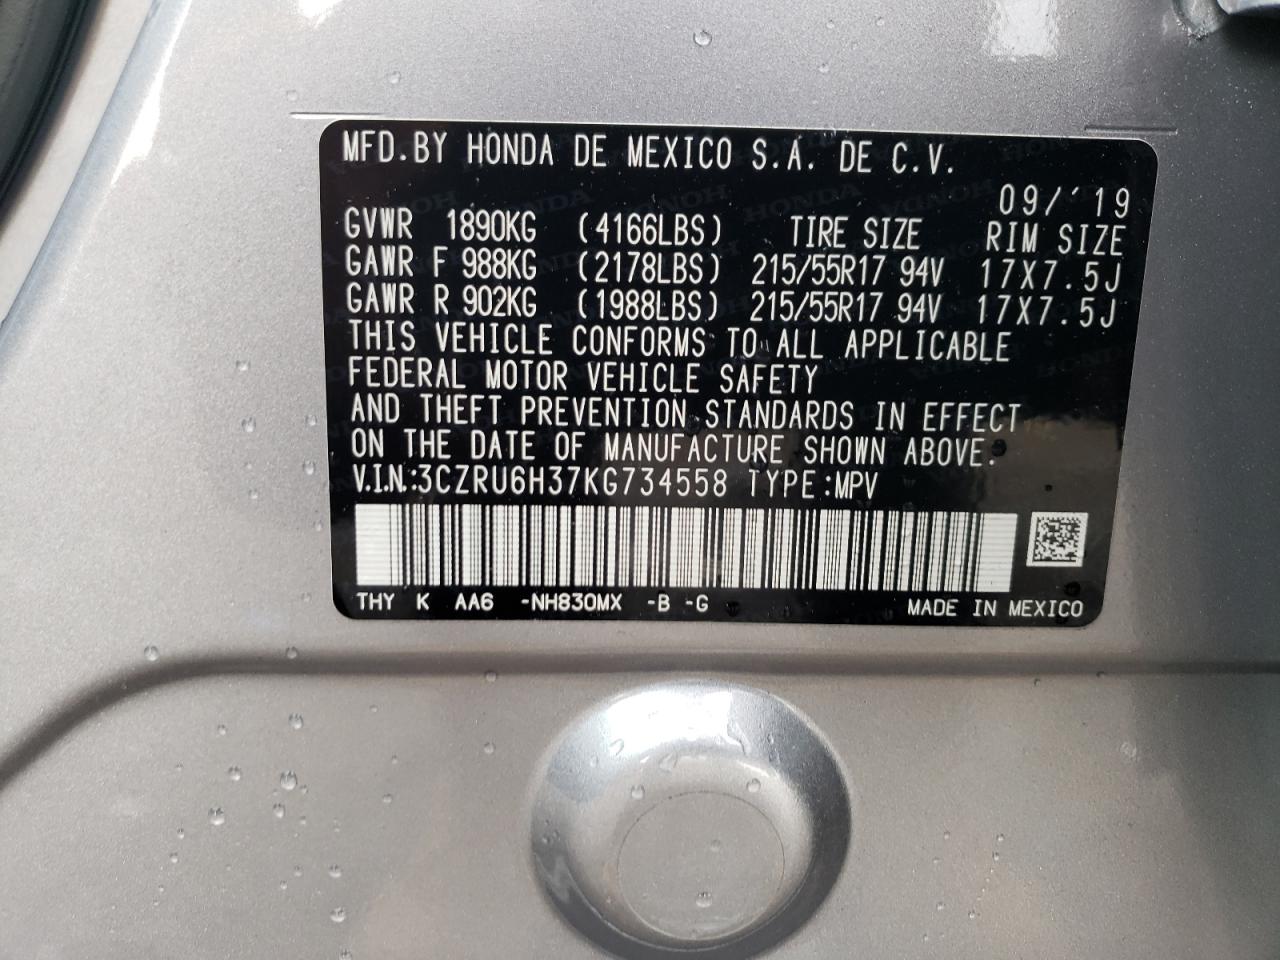 MFD.BY HONDA DE MEXICO S.A. DE C.V.
09/'19
GVWR 1890KG (4166LBS) TIRE SIZE RIM SIZE
GAWR F 988KG (2178LBS) 215/55R17 94V 17X7.5J
GAWR R 902KG (1988LBS) 215/55R17 94V 17X7.5J
THIS VEHICLE CONFORMS TO ALL APPLICABLE
FEDERAL MOTOR VEHICLE SAFETY
AND THEFT PREVENTION STANDARDS IN EFFECT
ON THE DATE OF MANUFACTURE SHOWN ABOVE.
V.I.N.:3CZRU6H37KG734558 TYPE:MPV
THY K AA6 -NH830MX -B -G MADE IN MEXICO